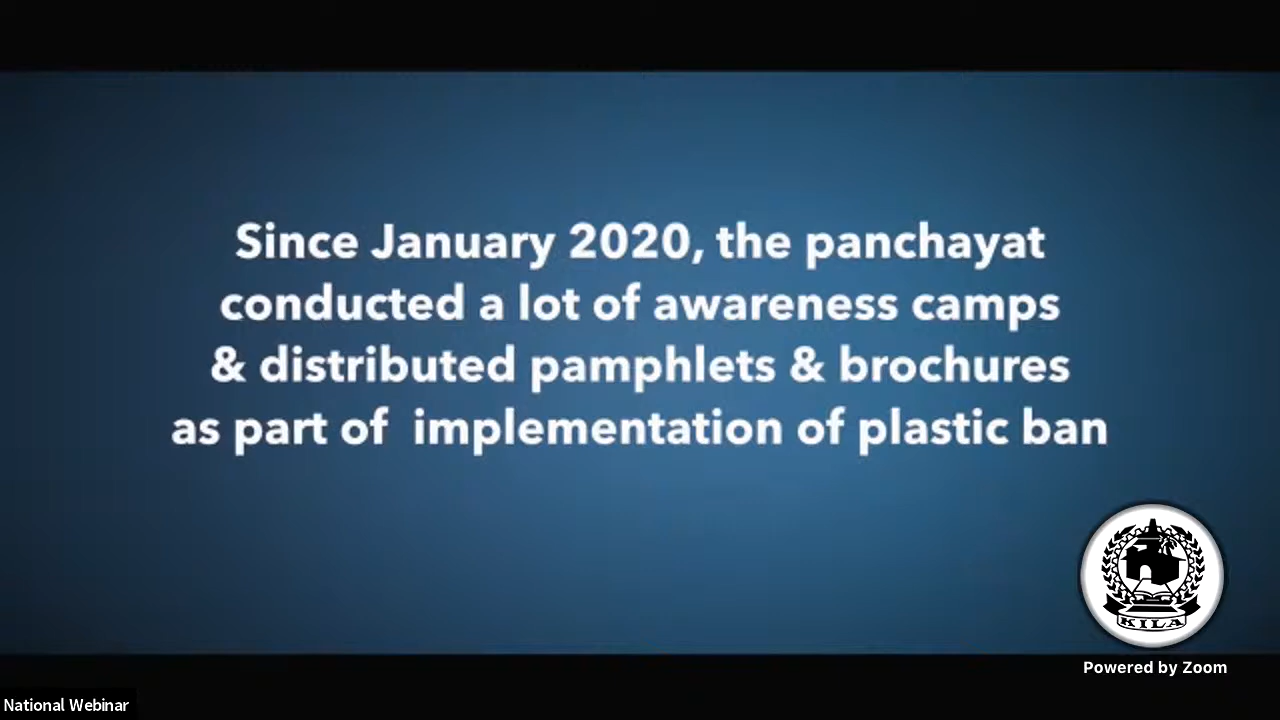 Since January 2020, the panchayat
conducted a lot of awareness camps
& distributed pamphlets & brochures
as part of  implementation of plastic ban
KILA
Powered by Zoom
National Webinar